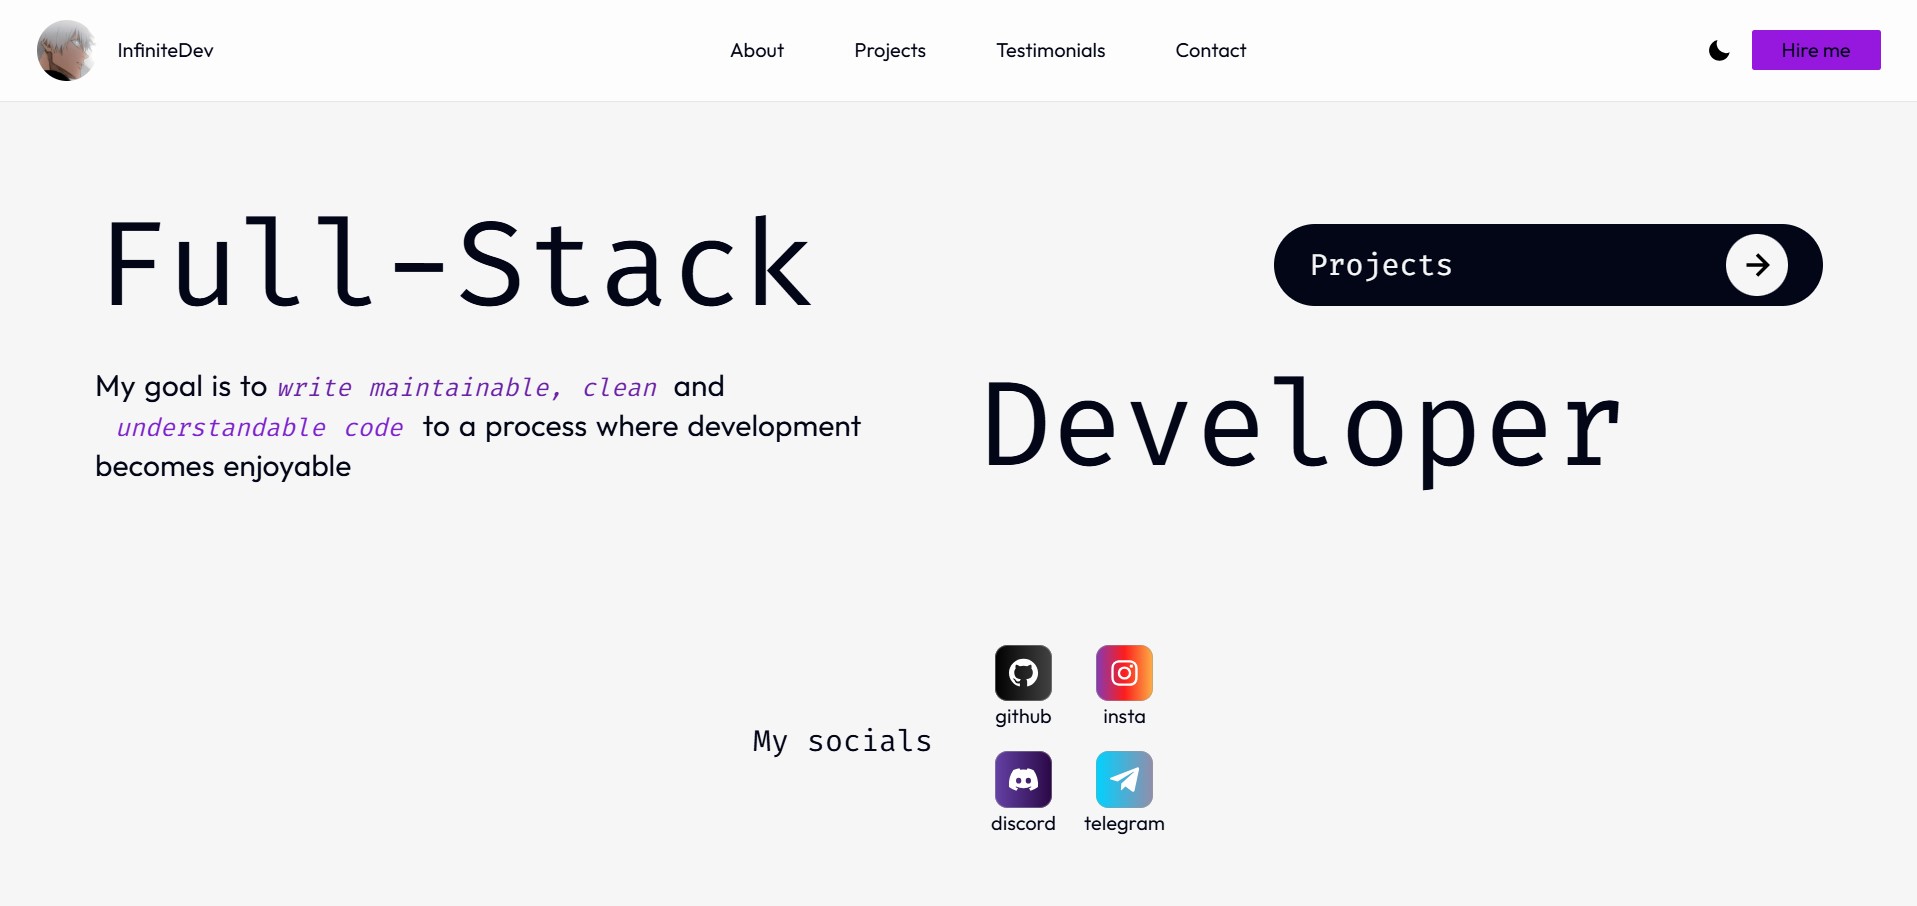 InfiniteDev
About
Projects
Testimonials
Contact
Hire me
Full-Stack
Projects
My goal is to write maintainable, clean and
understandable code to a process where development
becomes enjoyable
Developer
My socials
github
insta
discord
telegram